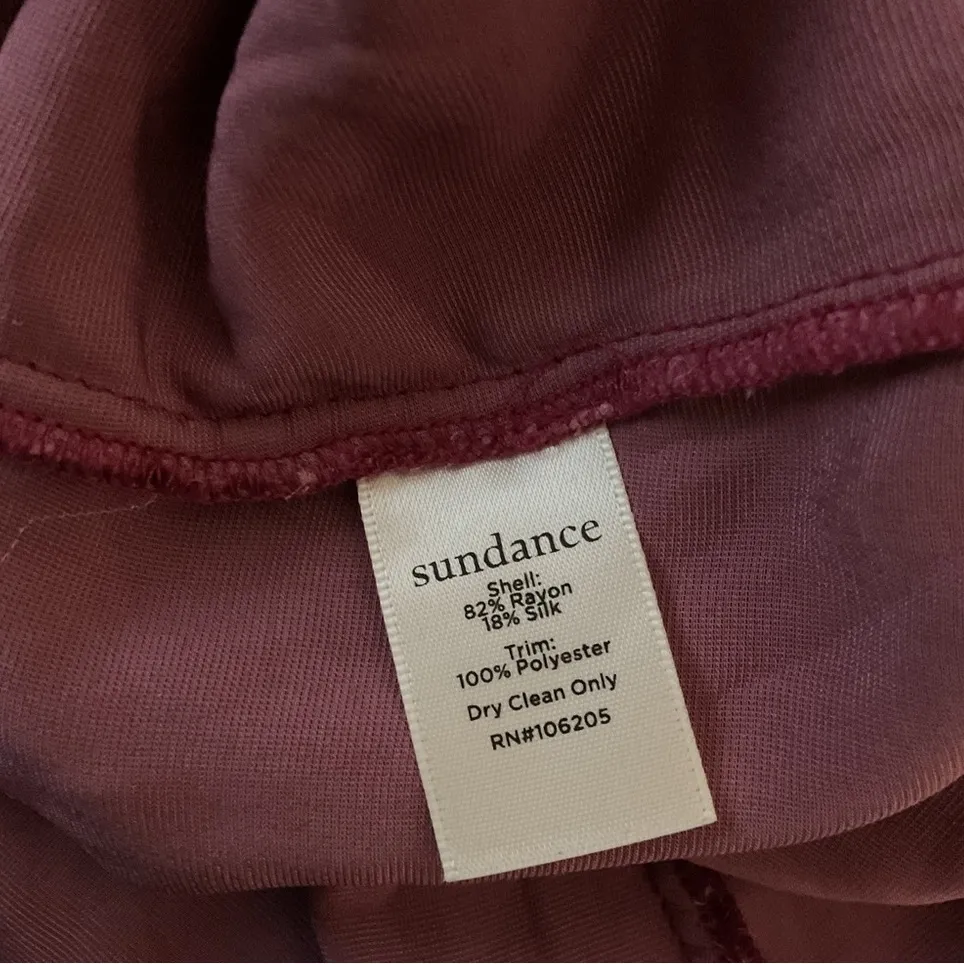 sundance
Shell:
82% Rayon
18% Silk
Trim:
100% Polyester
Dry Clean Only
RN#106205